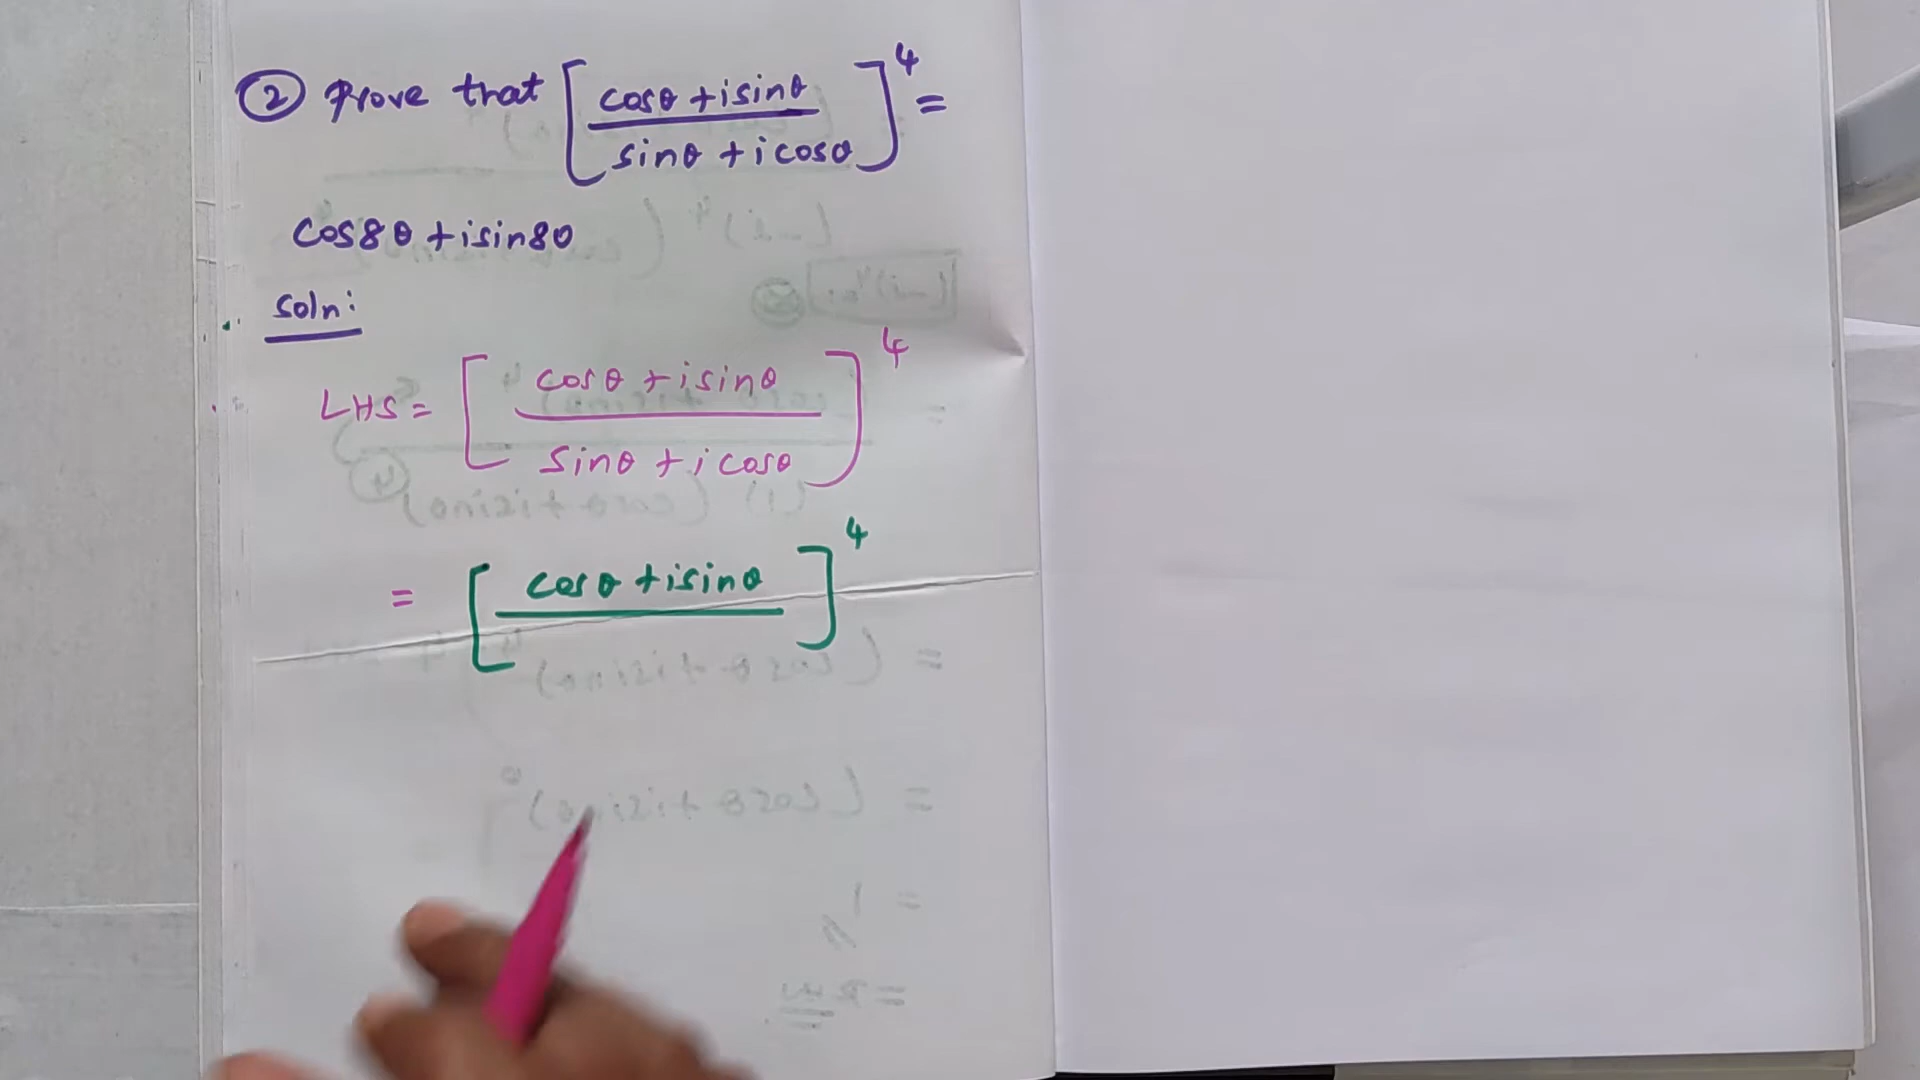 ② Prove that [cosθ + isinθ / sinθ + icosθ]⁴ =
cos8θ + isin8θ
Soln:
LHS = [cosθ + isinθ / sinθ + icosθ]⁴
= [cosθ + isinθ / ]⁴